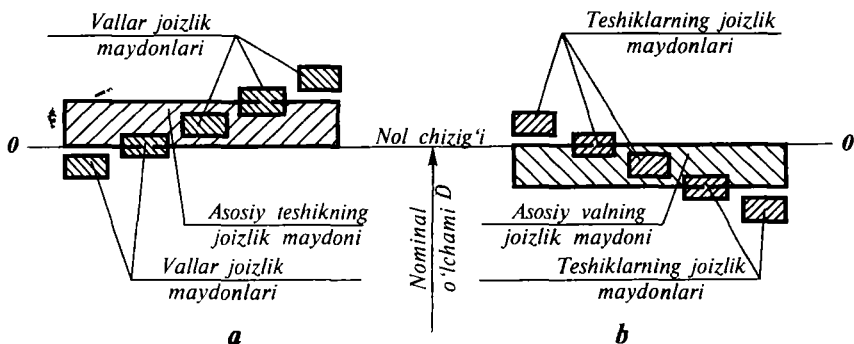 Vallar joizlik
maydonlari
Teshiklarning joizlik
maydonlari
0
Nol chizig‘i
0
Asosiy teshikning
joizlik maydoni
Nominal
o‘lchami D
Asosiy valning
joizlik maydoni
Vallar joizlik
maydonlari
Teshiklarning joizlik
maydonlari
a
b